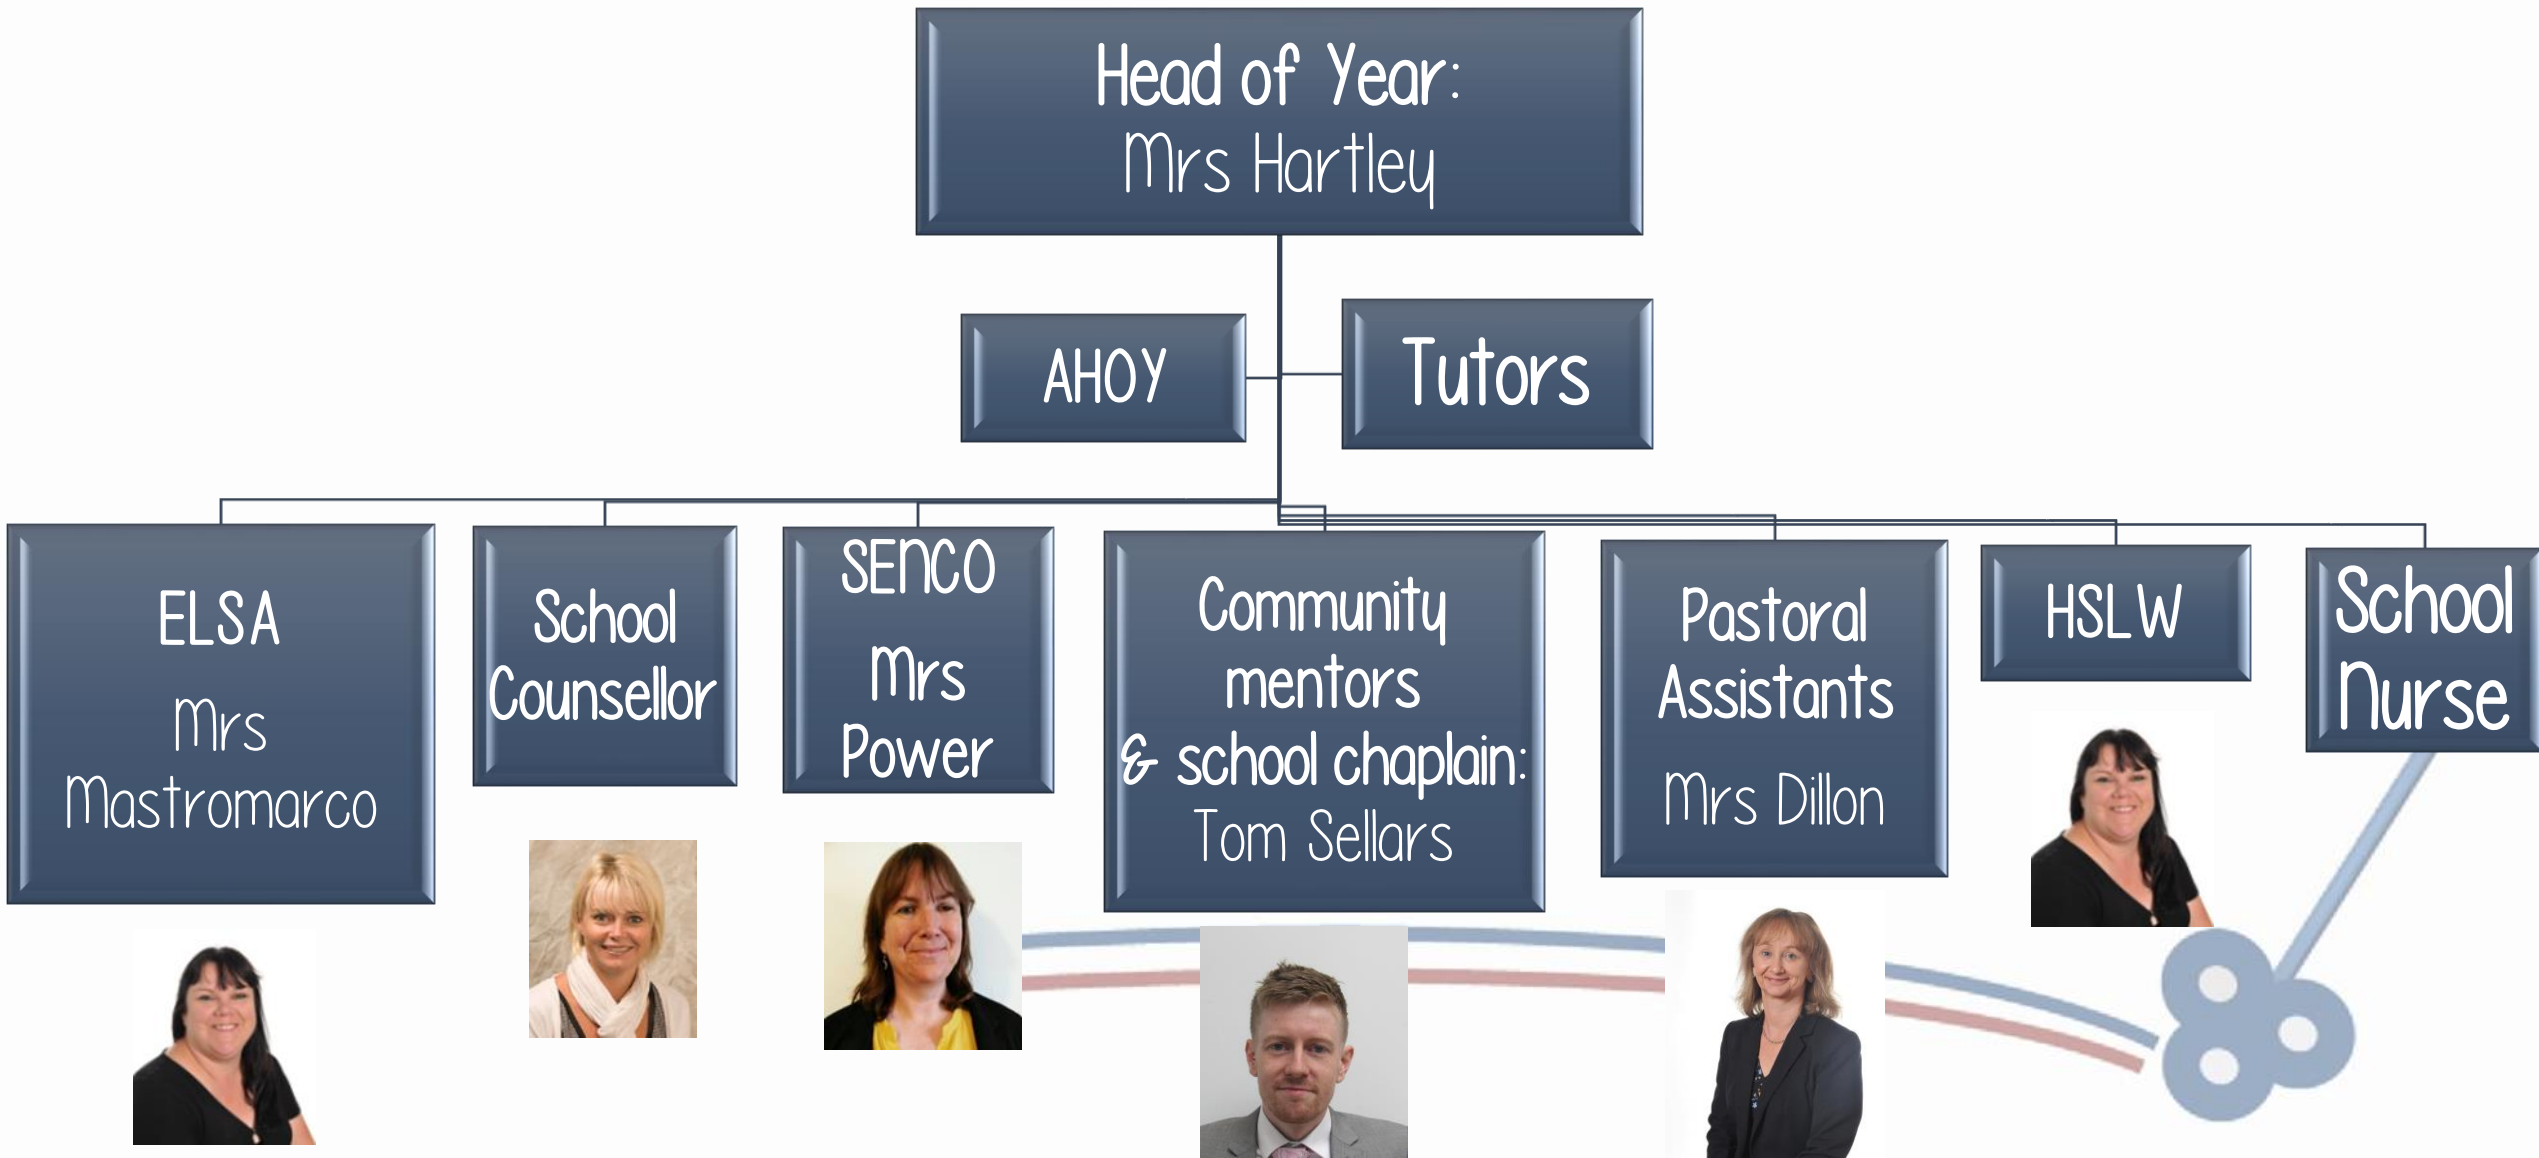 Head of Year:
Mrs Hartley
AHOY
Tutors
ELSA
Mrs
Mastromarco
School
Counsellor
SENCO
Mrs
Power
Community
mentors
& school chaplain:
Tom Sellars
Pastoral
Assistants
Mrs Dillon
HSLW
School
Nurse